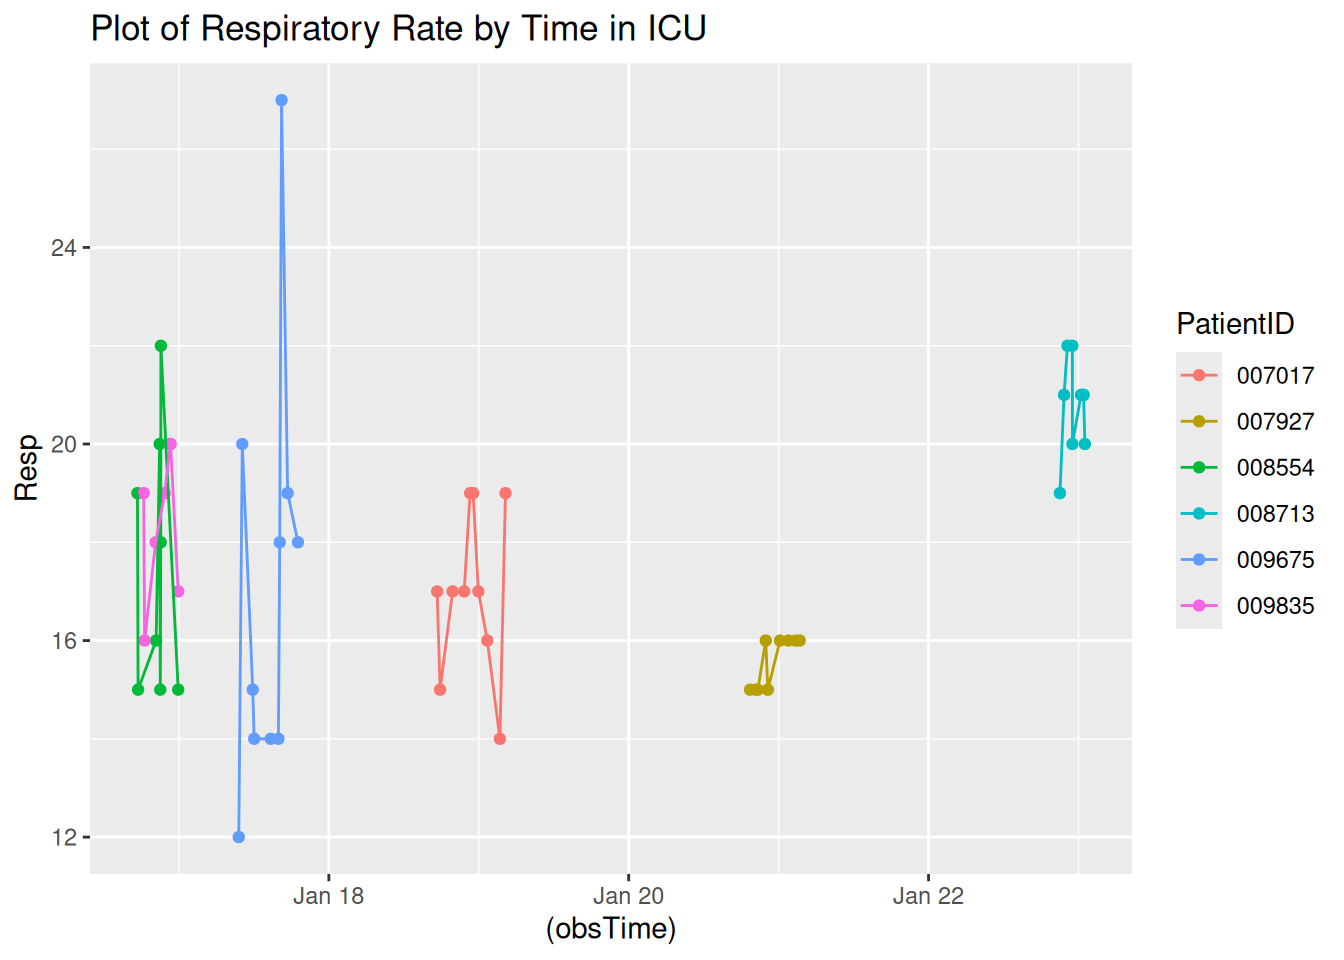 Plot of Respiratory Rate by Time in ICU
24
20
16
12
Resp
Jan 18
Jan 20
Jan 22
(obsTime)
PatientID
007017
007927
008554
008713
009675
009835